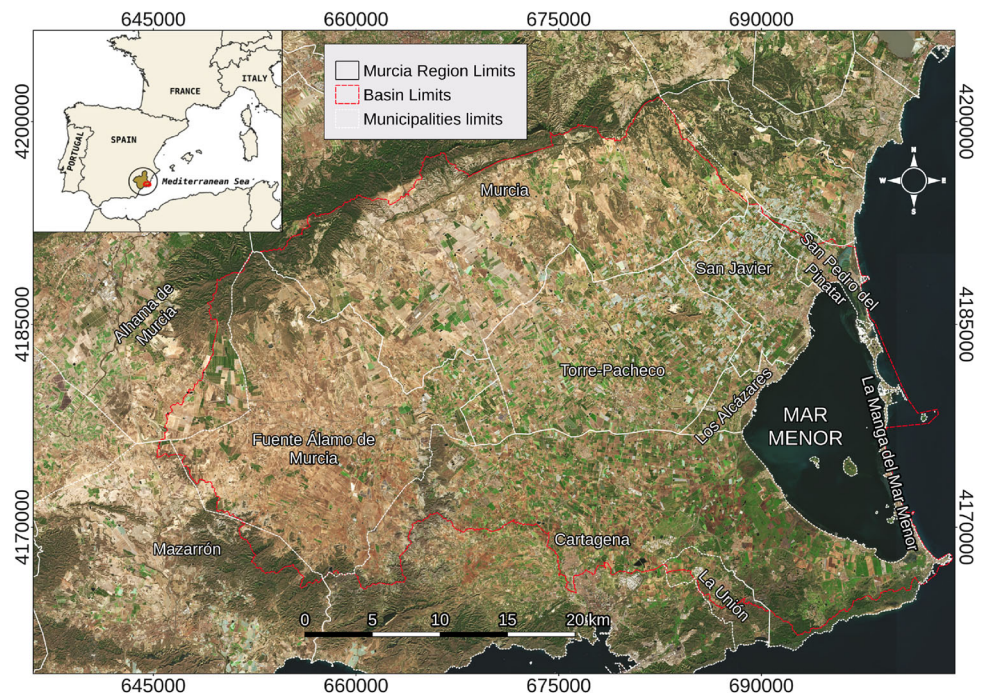 645000 660000 675000 690000
FRANCE
ITALY
SPAIN
PORTUGAL
Mediterranean Sea
Murcia Region Limits
Basin Limits
Municipalities limits
4200000
4200000
N
W E
S
Murcia
San Javier
San Pedro del
Pinatar
Alhama de
Murcia
4185000
4185000
Torre-Pacheco
Los Alcázares
MAR
MENOR
La Manga del Mar Menor
Fuente Álamo de
Murcia
4170000
4170000
Mazarrón
Cartagena
La Unión
0 5 10 15 20 km
645000 660000 675000 690000